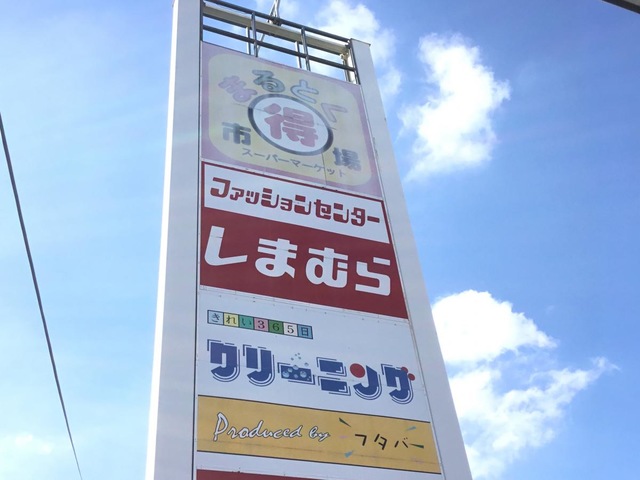 まるとく
得
市場
スーパーマーケット
ファッションセンター
しまむら
きれい365日
クリーニング
Produced by フタバー